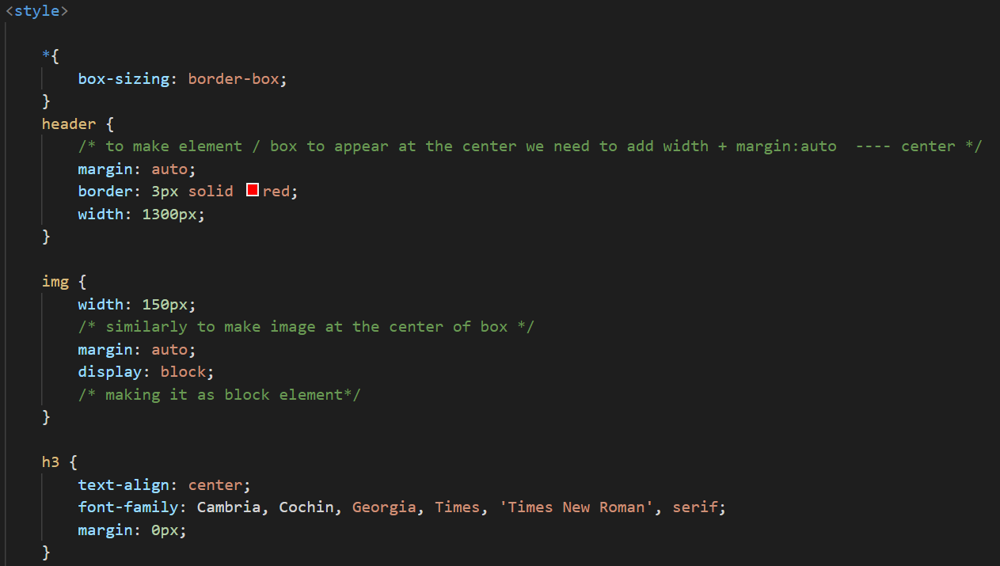 <style>
*{
box-sizing: border-box;
}
header {
/* to make element / box to appear at the center we need to add width + margin:auto  ---- center */
margin: auto;
border: 3px solid red;
width: 1300px;
}
img {
width: 150px;
/* similarly to make image at the center of box */
margin: auto;
display: block;
/* making it as block element*/
}
h3 {
text-align: center;
font-family: Cambria, Cochin, Georgia, Times, 'Times New Roman', serif;
margin: 0px;
}